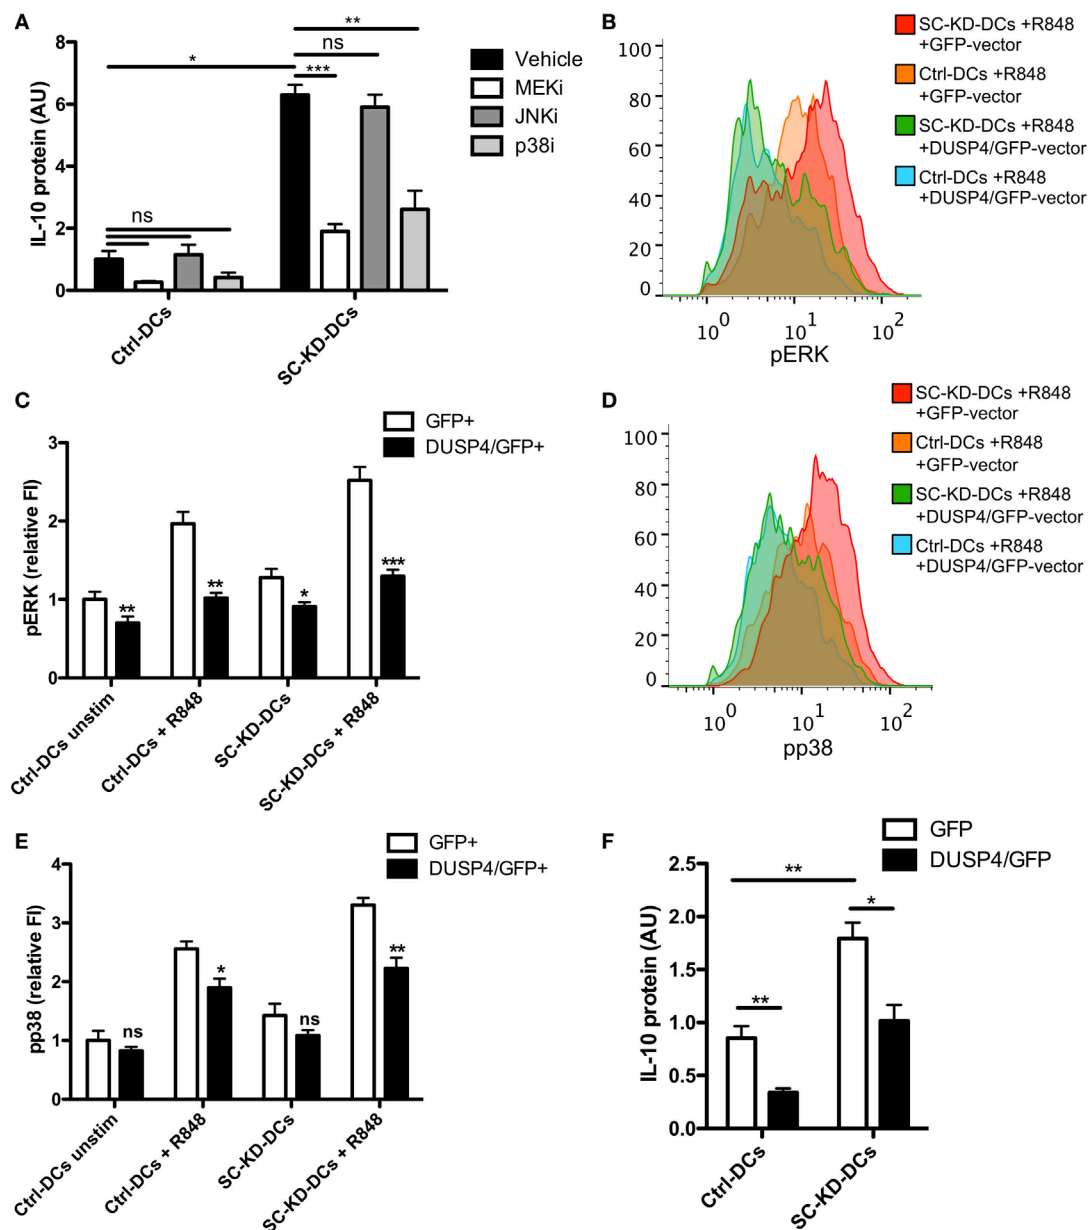 A
IL-10 protein (AU)
8
6
4
2
0
**
ns
***
*
ns
Vehicle
MEKi
JNKi
p38i
Ctrl-DCs
SC-KD-DCs
B
100
80
60
40
20
0
10^0
10^1
10^2
pERK
SC-KD-DCs +R848
+GFP-vector
Ctrl-DCs +R848
+GFP-vector
SC-KD-DCs +R848
+DUSP4/GFP-vector
Ctrl-DCs +R848
+DUSP4/GFP-vector
C
GFP+
DUSP4/GFP+
pERK (relative FI)
3
2
1
0
**
**
*
***
Ctrl-DCs unstim
Ctrl-DCs + R848
SC-KD-DCs
SC-KD-DCs + R848
D
SC-KD-DCs +R848
+GFP-vector
Ctrl-DCs +R848
+GFP-vector
SC-KD-DCs +R848
+DUSP4/GFP-vector
Ctrl-DCs +R848
+DUSP4/GFP-vector
100
80
60
40
20
0
10^0
10^1
10^2
pp38
E
GFP+
DUSP4/GFP+
pp38 (relative FI)
4
3
2
1
0
ns
*
ns
**
Ctrl-DCs unstim
Ctrl-DCs + R848
SC-KD-DCs
SC-KD-DCs + R848
F
GFP
DUSP4/GFP
IL-10 protein (AU)
2.5
2.0
1.5
1.0
0.5
0.0
**
*
**
Ctrl-DCs
SC-KD-DCs